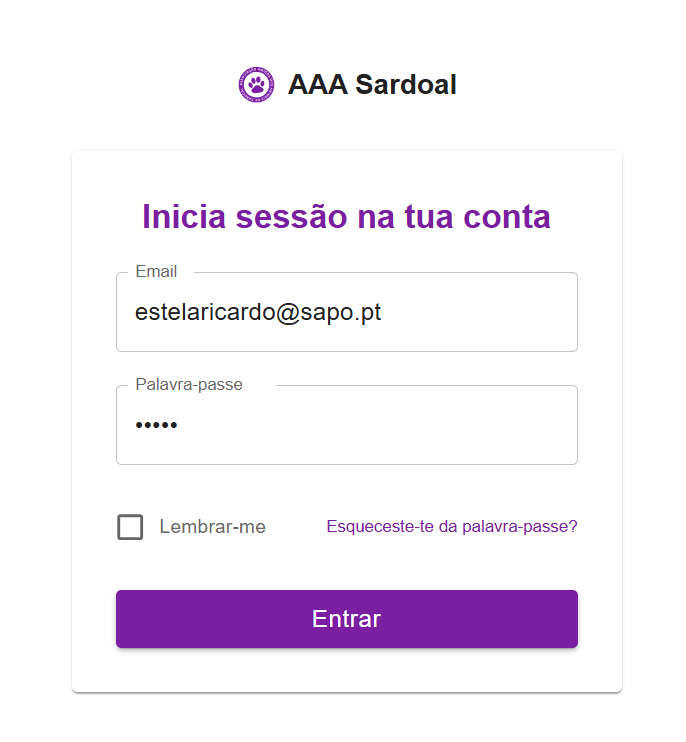 AAA Sardoal
Inicia sessão na tua conta
Email
estelaricardo@sapo.pt
Palavra-passe
•••••
Lembrar-me
Esqueceste-te da palavra-passe?
Entrar